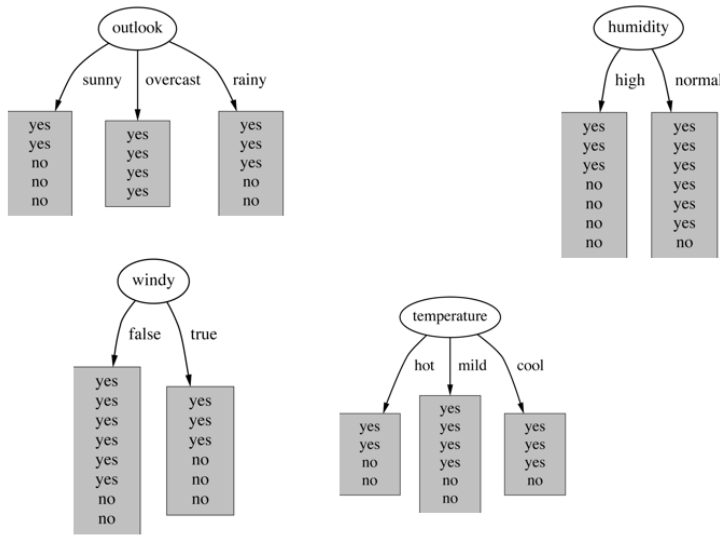 outlook
sunny overcast rainy
yes
yes
no
no
no
yes
yes
yes
yes
yes
yes
yes
no
no
humidity
high normal
yes
yes
yes
no
no
no
no
yes
yes
yes
yes
yes
yes
no
windy
false true
yes
yes
yes
yes
yes
yes
no
no
yes
yes
yes
no
no
no
temperature
hot mild cool
yes
yes
no
no
yes
yes
yes
yes
no
no
yes
yes
yes
no